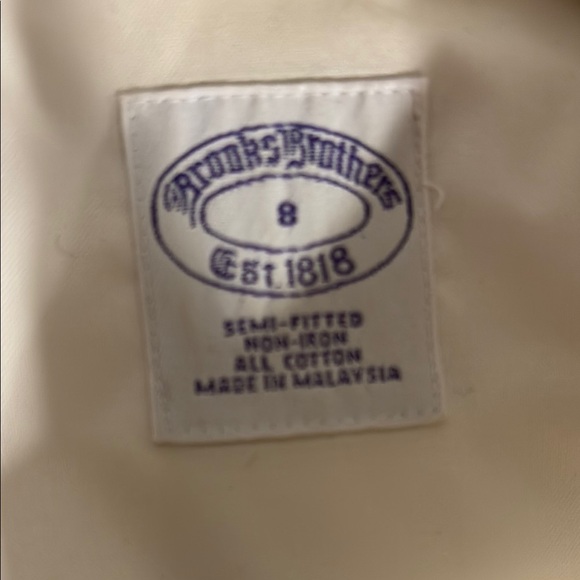 Brooks Brothers
8
Est. 1818
SEMI-FITTED
NON-IRON
ALL COTTON
MADE IN MALAYSIA